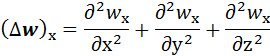 (Δ𝒘)ₓ = ∂²wₓ/∂x² + ∂²wₓ/∂y² + ∂²wₓ/∂z²